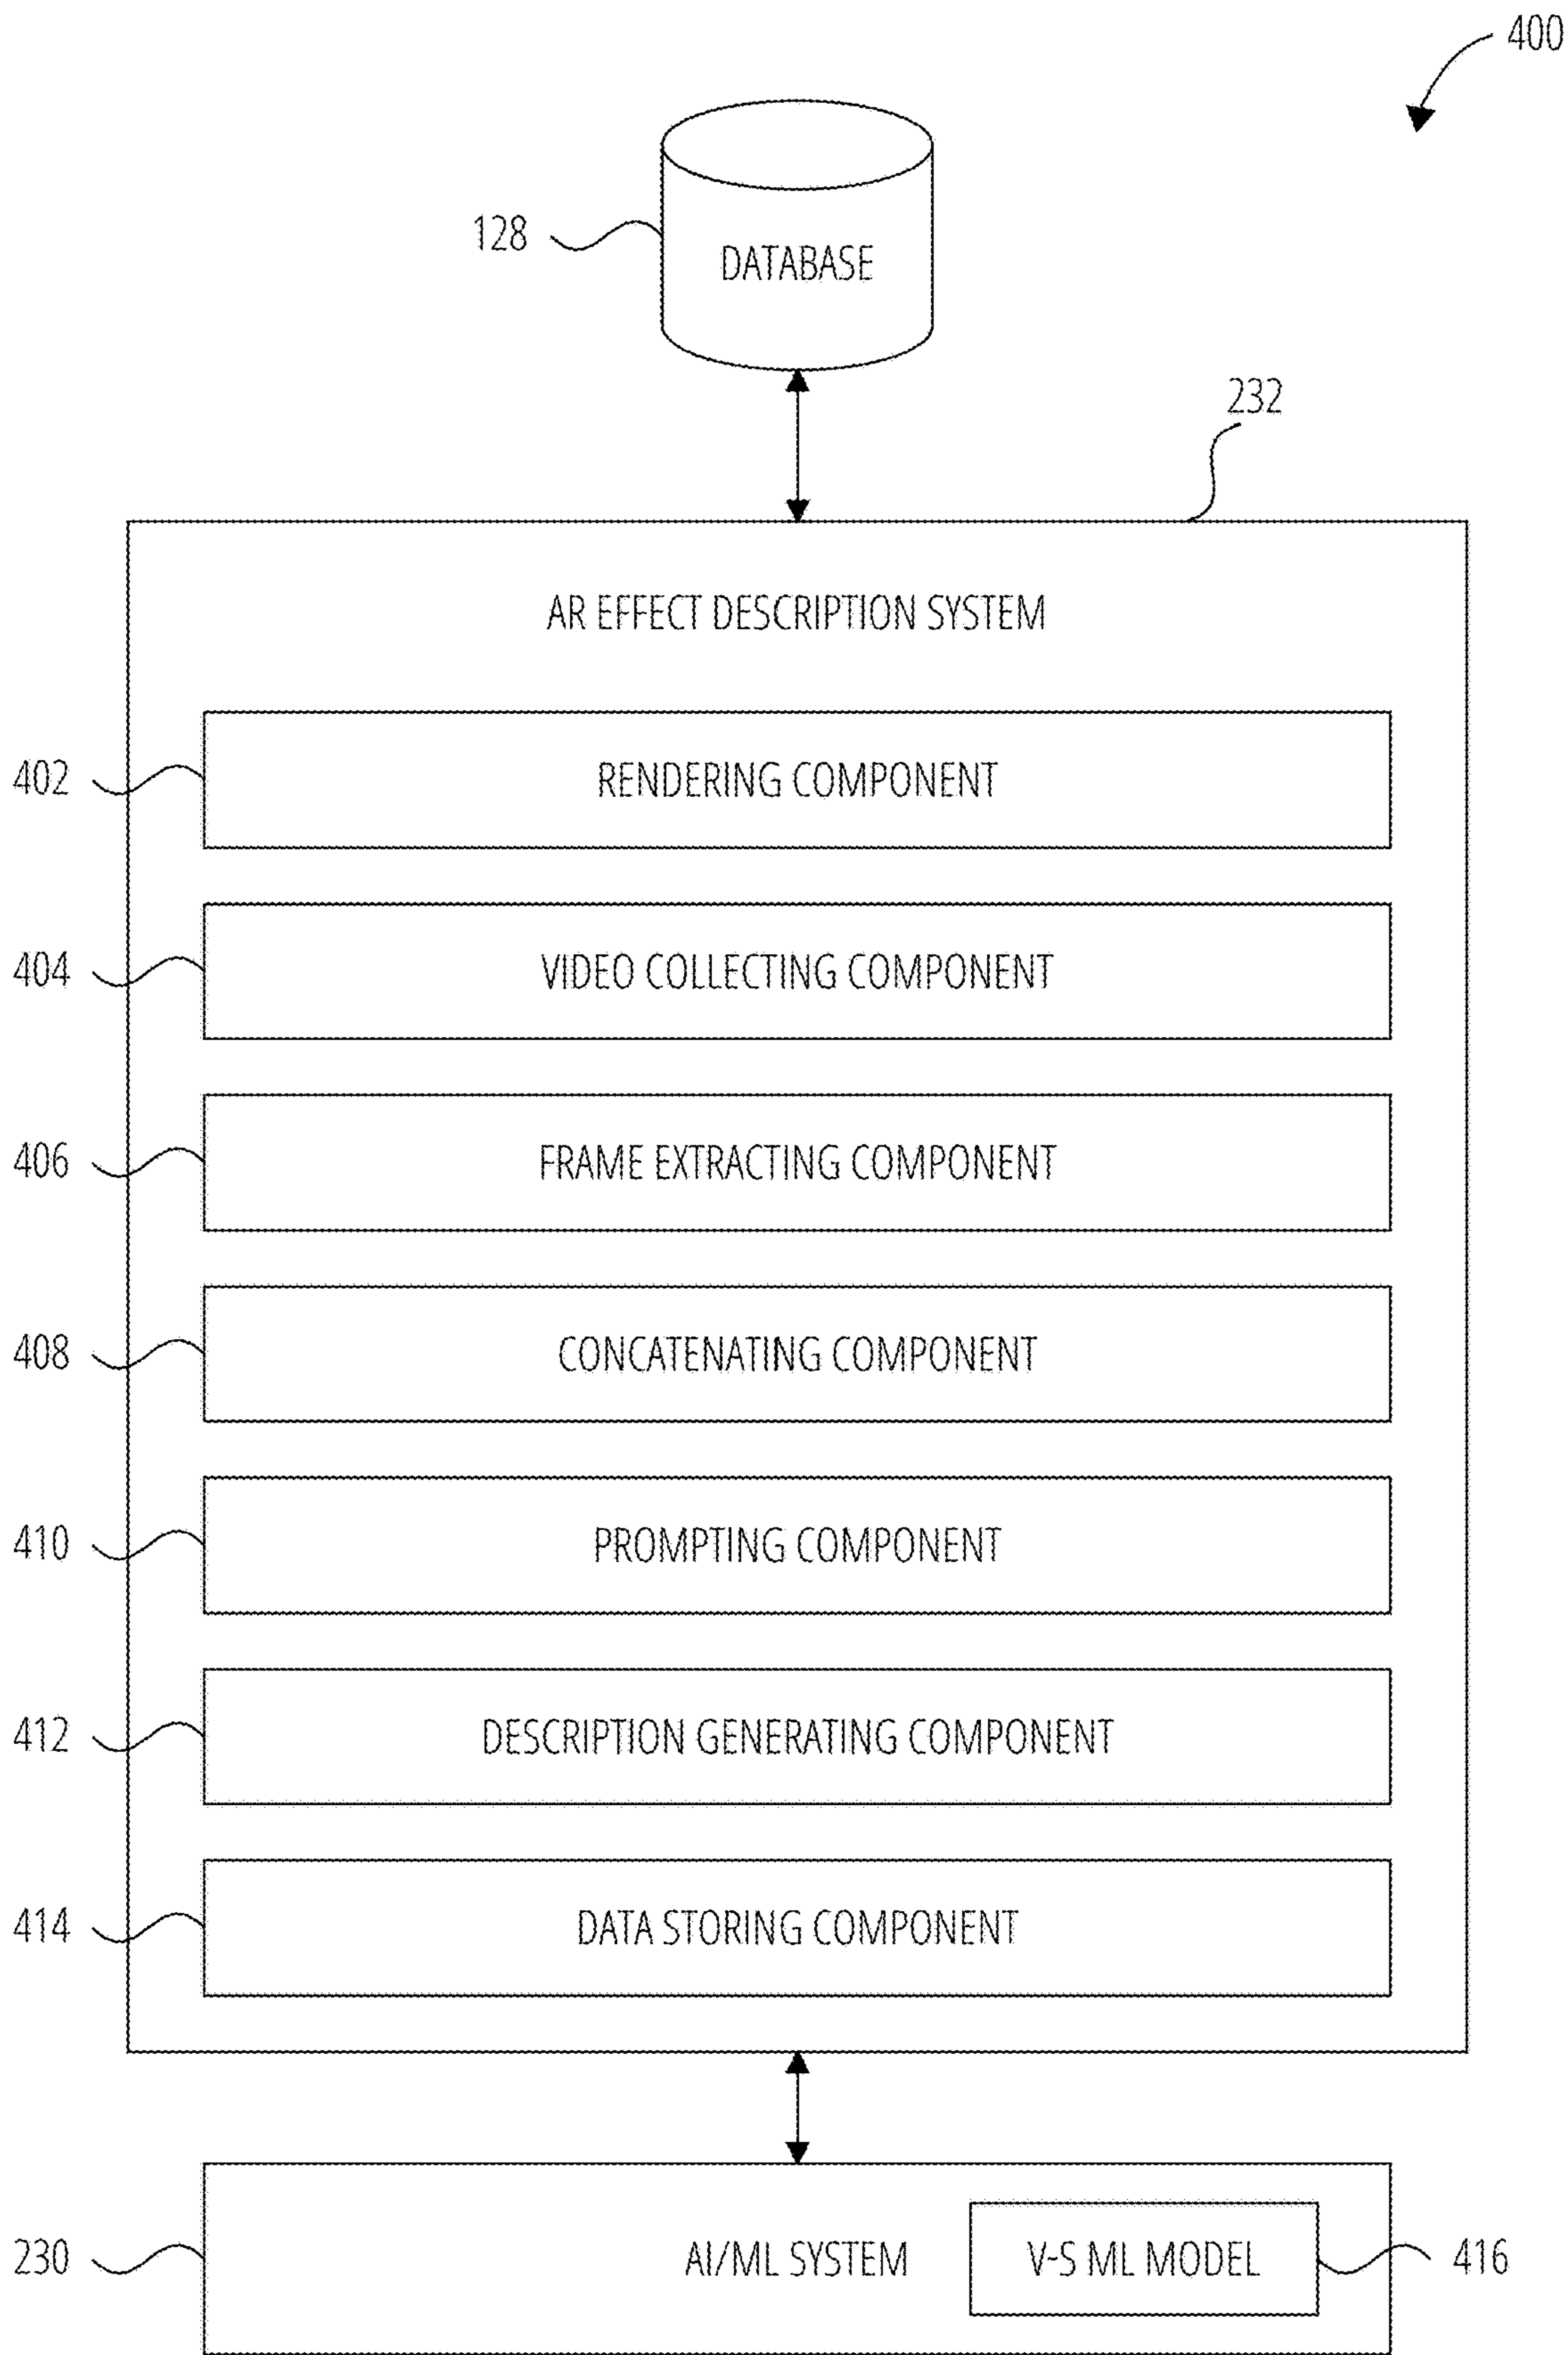 400
128
DATABASE
232
AR EFFECT DESCRIPTION SYSTEM
402
RENDERING COMPONENT
404
VIDEO COLLECTING COMPONENT
406
FRAME EXTRACTING COMPONENT
408
CONCATENATING COMPONENT
410
PROMPTING COMPONENT
412
DESCRIPTION GENERATING COMPONENT
414
DATA STORING COMPONENT
230
AI/ML SYSTEM
V-S ML MODEL
416